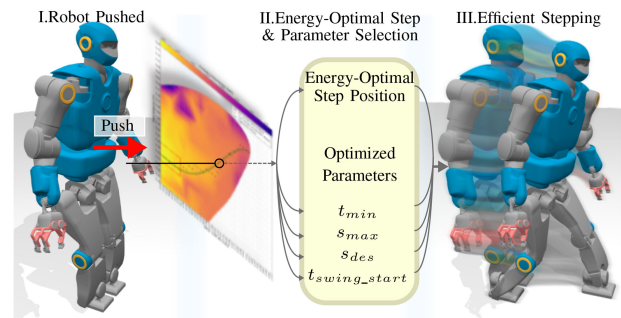 I.Robot Pushed
II.Energy-Optimal Step
& Parameter Selection
III.Efficient Stepping
Push
Energy-Optimal
Step Position
Optimized
Parameters
t_min
s_max
s_des
t_swing_start